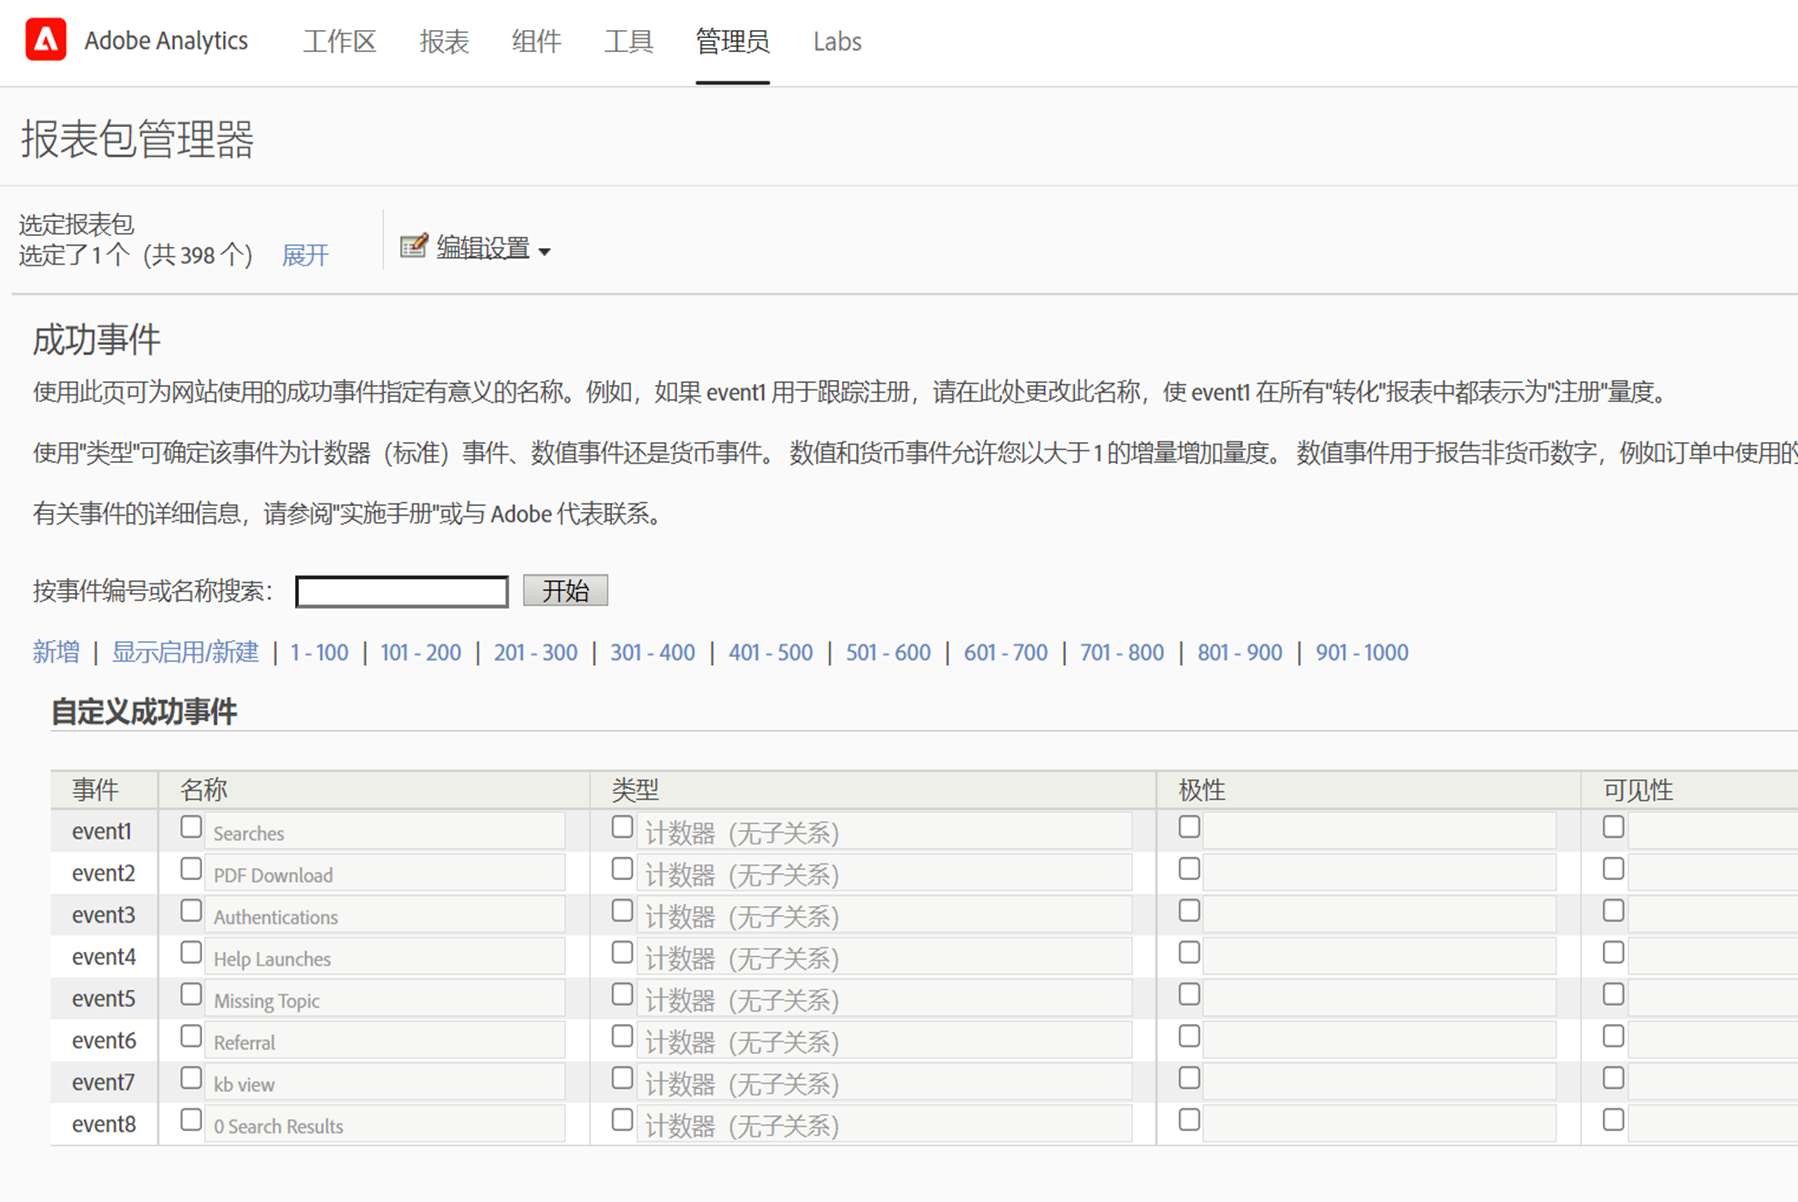 Adobe Analytics 工作区 报表 组件 工具 管理员 Labs
报表包管理器
选定报表包
选定了 1 个（共 398 个） 展开
编辑设置
成功事件
使用此页可为网站使用的成功事件指定有意义的名称。例如，如果 event1 用于跟踪注册，请在此处更改此名称，使 event1 在所有"转化"报表中都表示为"注册"量度。
使用"类型"可确定该事件为计数器（标准）事件、数值事件还是货币事件。 数值和货币事件允许您以大于 1 的增量增加量度。 数值事件用于报告非货币数字，例如订单中使用的
有关事件的详细信息，请参阅"实施手册"或与 Adobe 代表联系。
按事件编号或名称搜索： 开始
新增 | 显示启用/新建 | 1 - 100 | 101 - 200 | 201 - 300 | 301 - 400 | 401 - 500 | 501 - 600 | 601 - 700 | 701 - 800 | 801 - 900 | 901 - 1000
自定义成功事件
事件 名称 类型 极性 可见性
event1 Searches 计数器（无子关系）
event2 PDF Download 计数器（无子关系）
event3 Authentications 计数器（无子关系）
event4 Help Launches 计数器（无子关系）
event5 Missing Topic 计数器（无子关系）
event6 Referral 计数器（无子关系）
event7 kb view 计数器（无子关系）
event8 0 Search Results 计数器（无子关系）